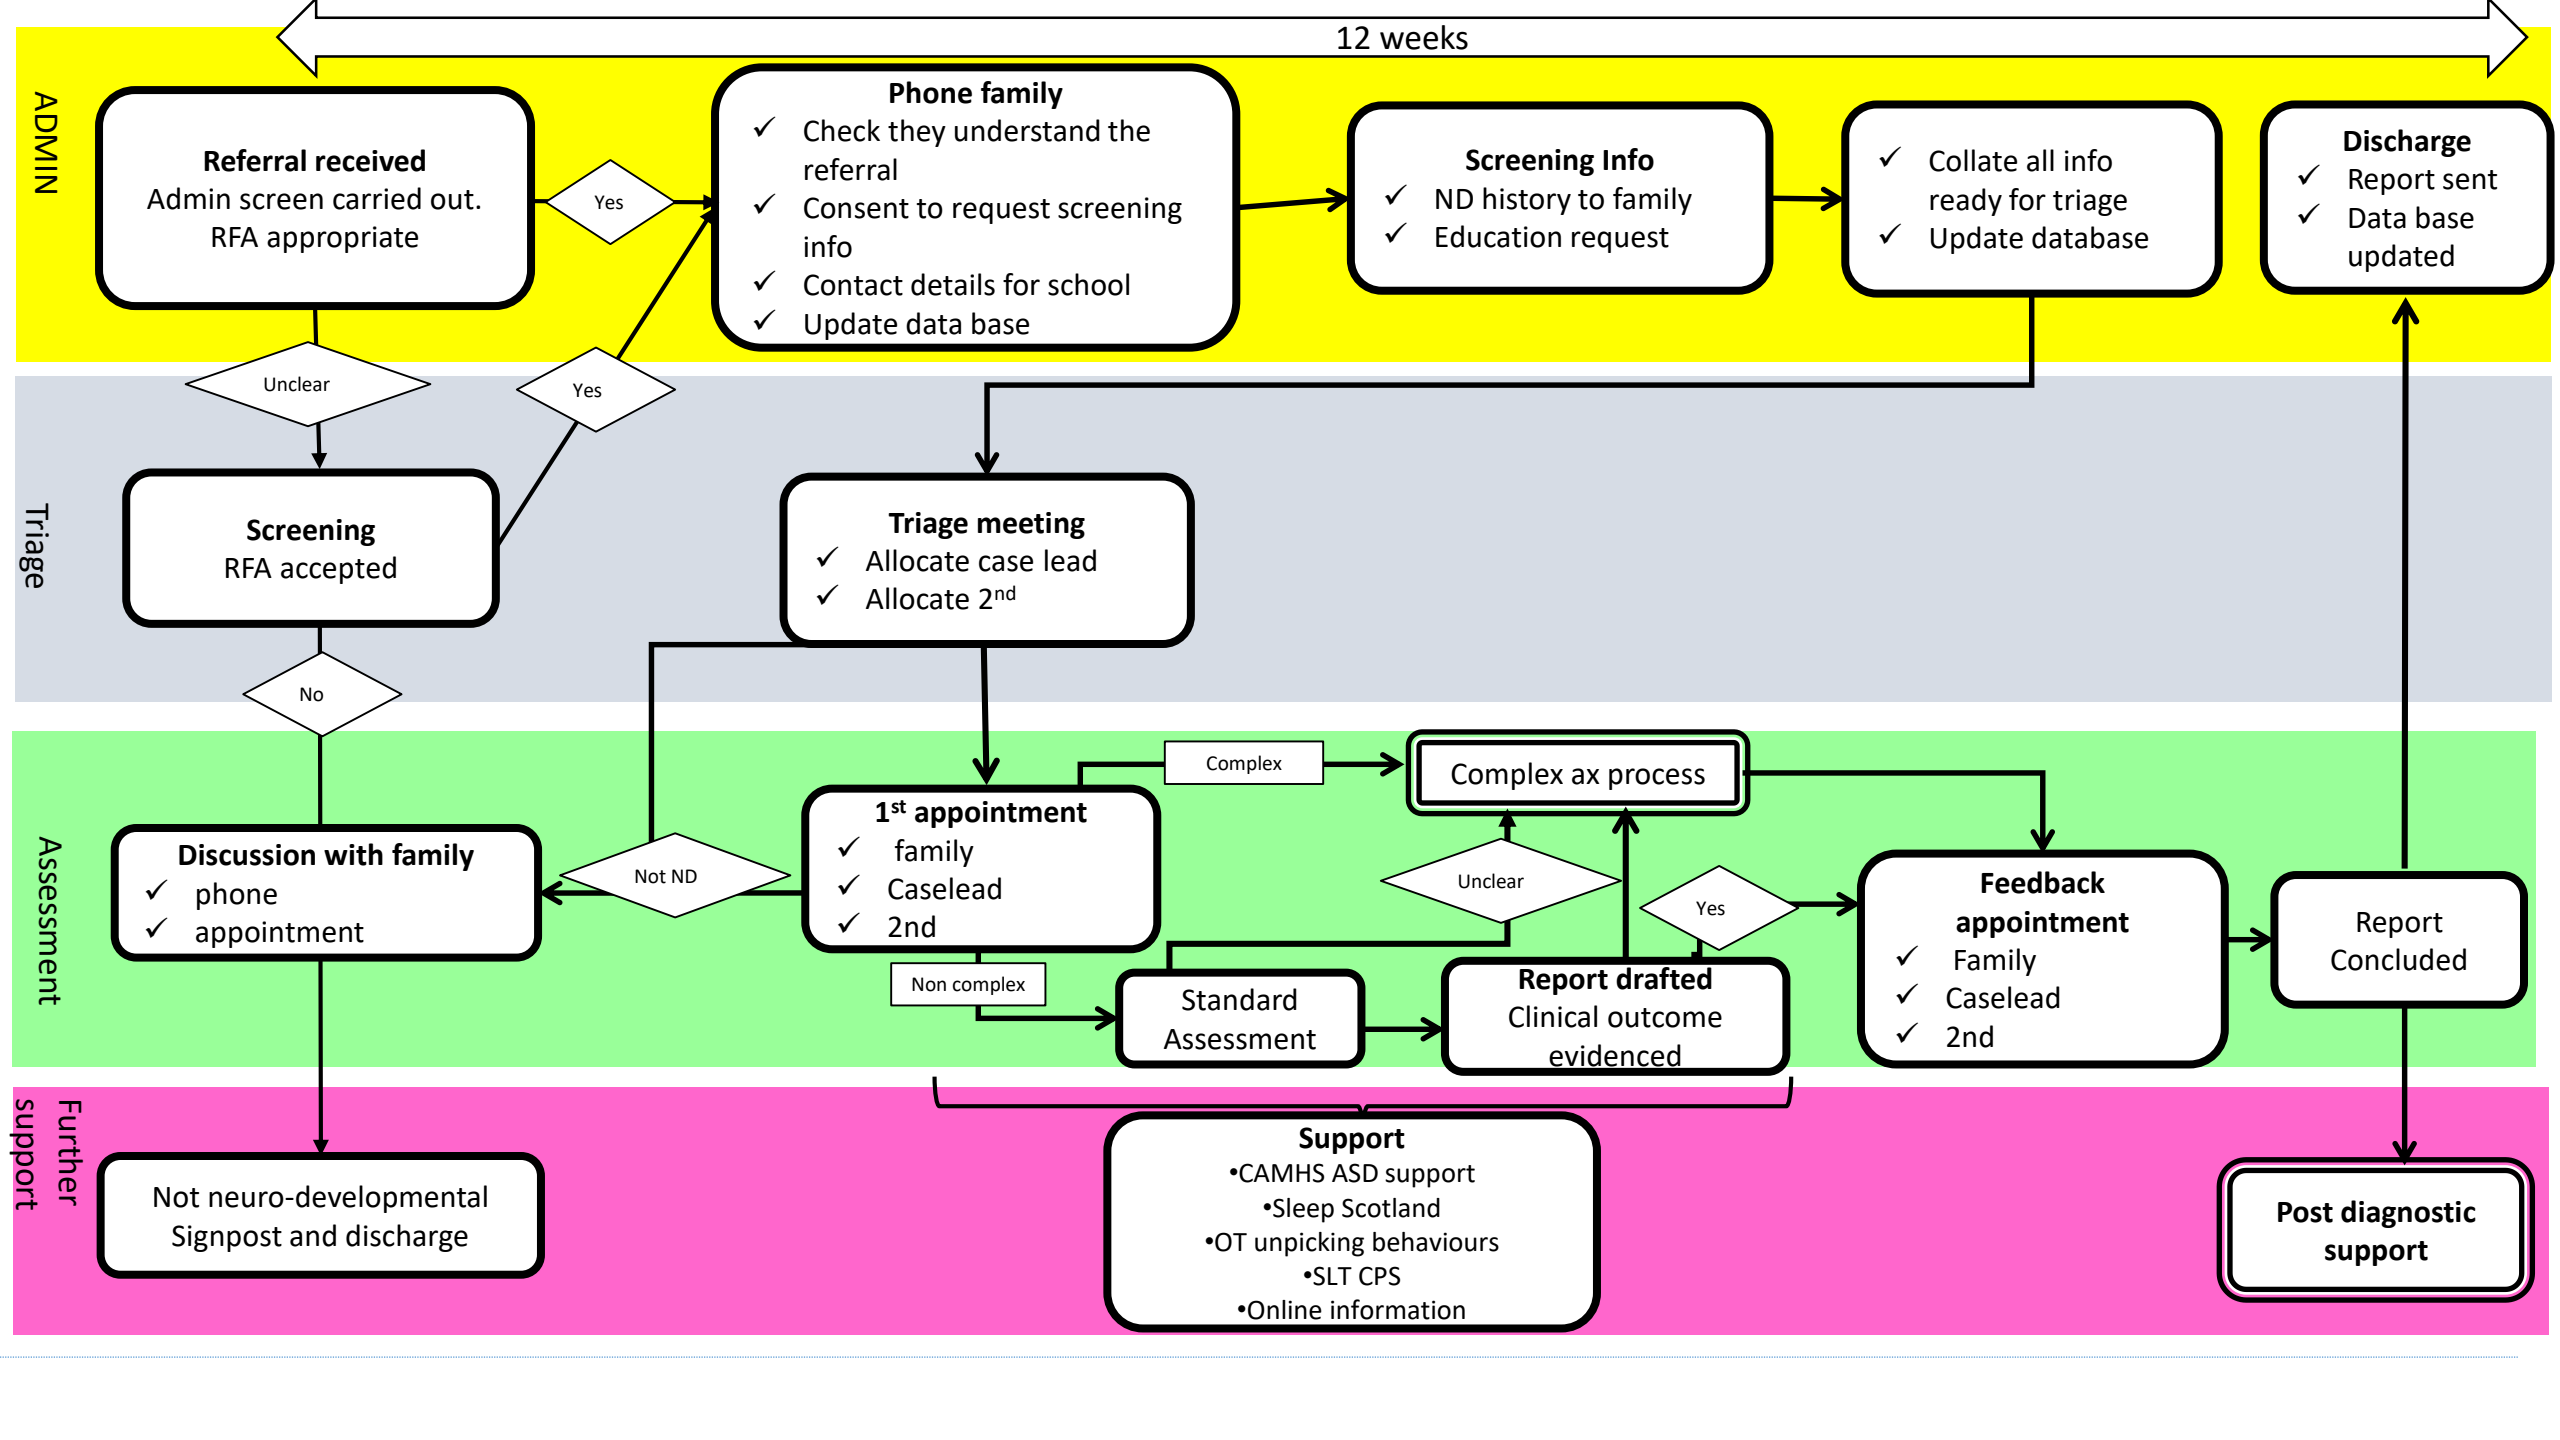 12 weeks
ADMIN
Referral received
Admin screen carried out.
RFA appropriate
Yes
Phone family
✓ Check they understand the
referral
✓ Consent to request screening
info
✓ Contact details for school
✓ Update data base
Screening Info
✓ ND history to family
✓ Education request
✓ Collate all info
ready for triage
✓ Update database
Discharge
✓ Report sent
✓ Data base
updated
Unclear
Yes
Triage
Screening
RFA accepted
Triage meeting
✓ Allocate case lead
✓ Allocate 2nd
No
Assessment
Discussion with family
✓ phone
✓ appointment
Not ND
1st appointment
✓ family
✓ Caselead
✓ 2nd
Complex
Complex ax process
Unclear
Yes
Non complex
Standard
Assessment
Report drafted
Clinical outcome
evidenced
Feedback
appointment
✓ Family
✓ Caselead
✓ 2nd
Report
Concluded
Further
support
Not neuro-developmental
Signpost and discharge
Support
•CAMHS ASD support
•Sleep Scotland
•OT unpicking behaviours
•SLT CPS
•Online information
Post diagnostic
support